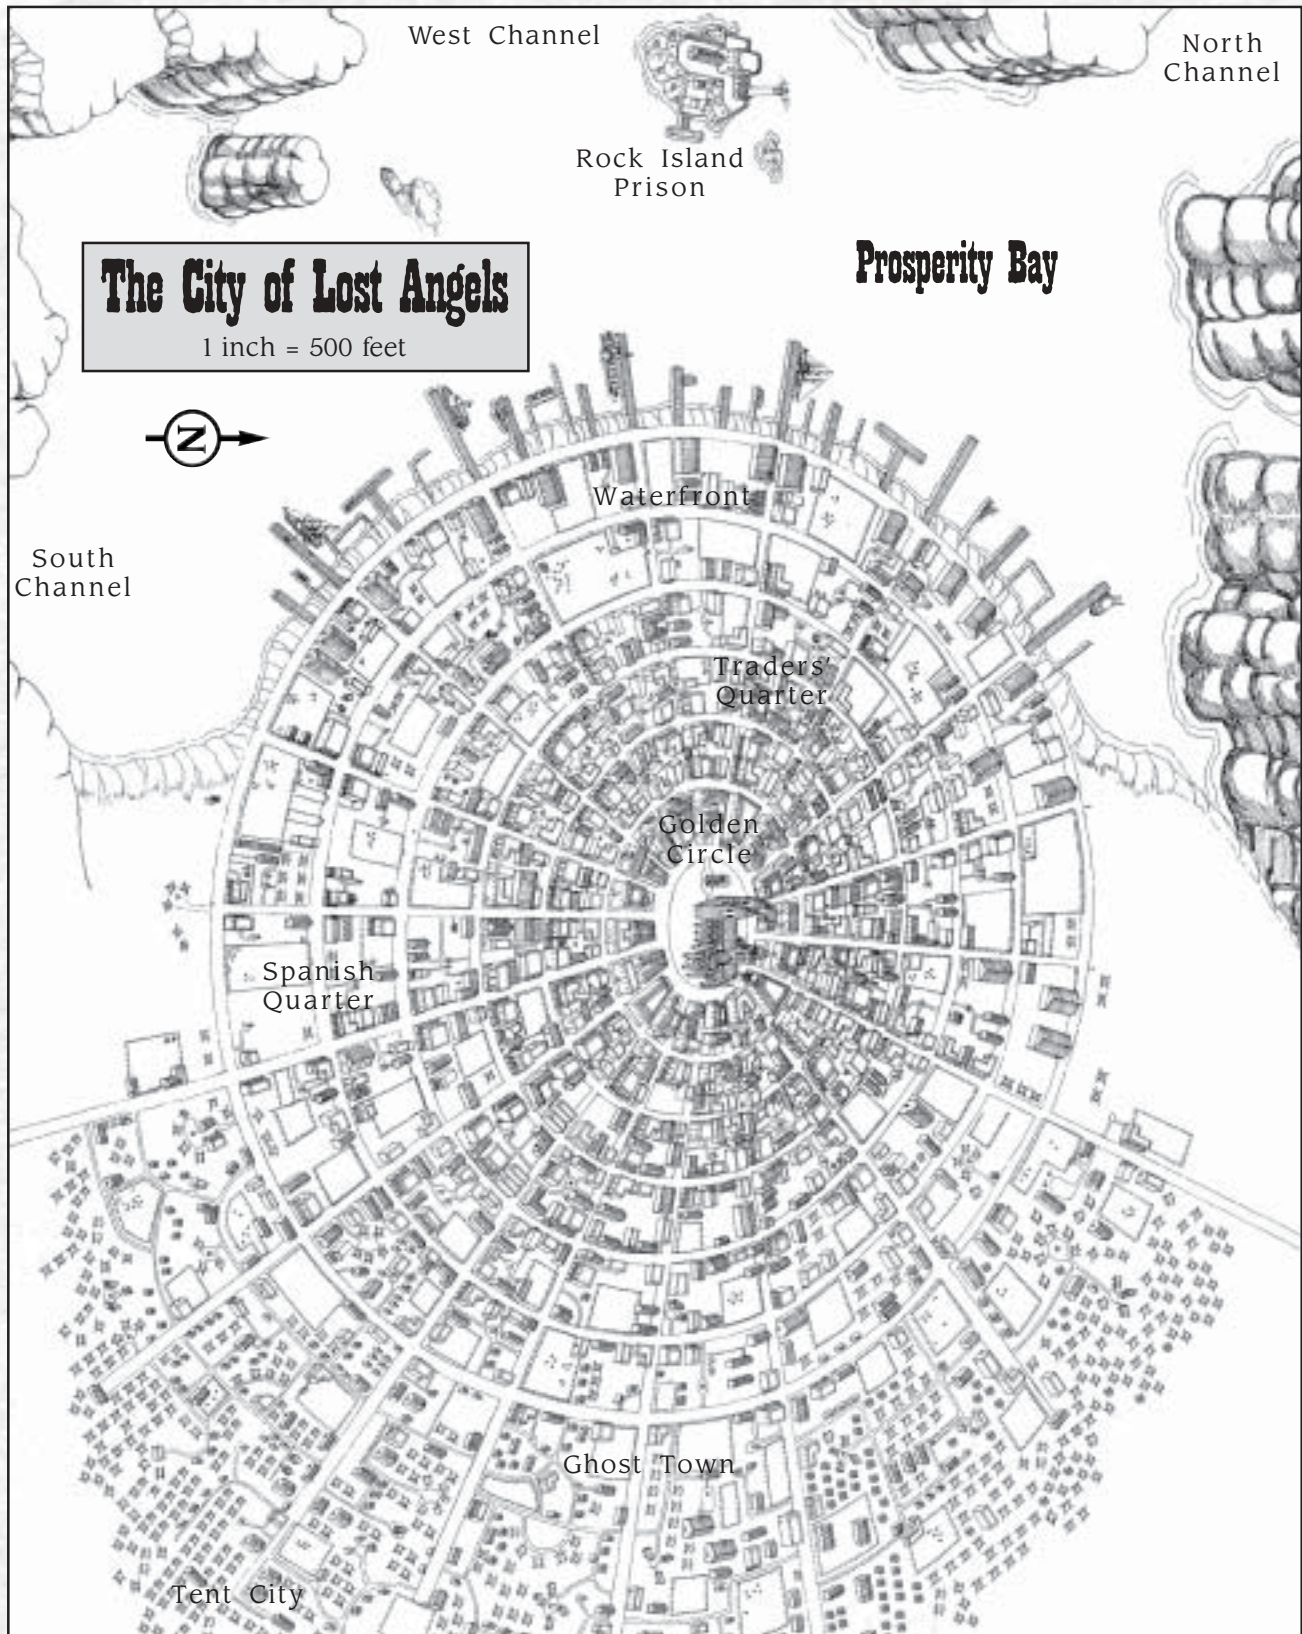 West Channel
North
Channel
Rock Island
Prison
Prosperity Bay
The City of Lost Angels
1 inch = 500 feet
N
Waterfront
South
Channel
Traders'
Quarter
Golden
Circle
Spanish
Quarter
Ghost Town
Tent City